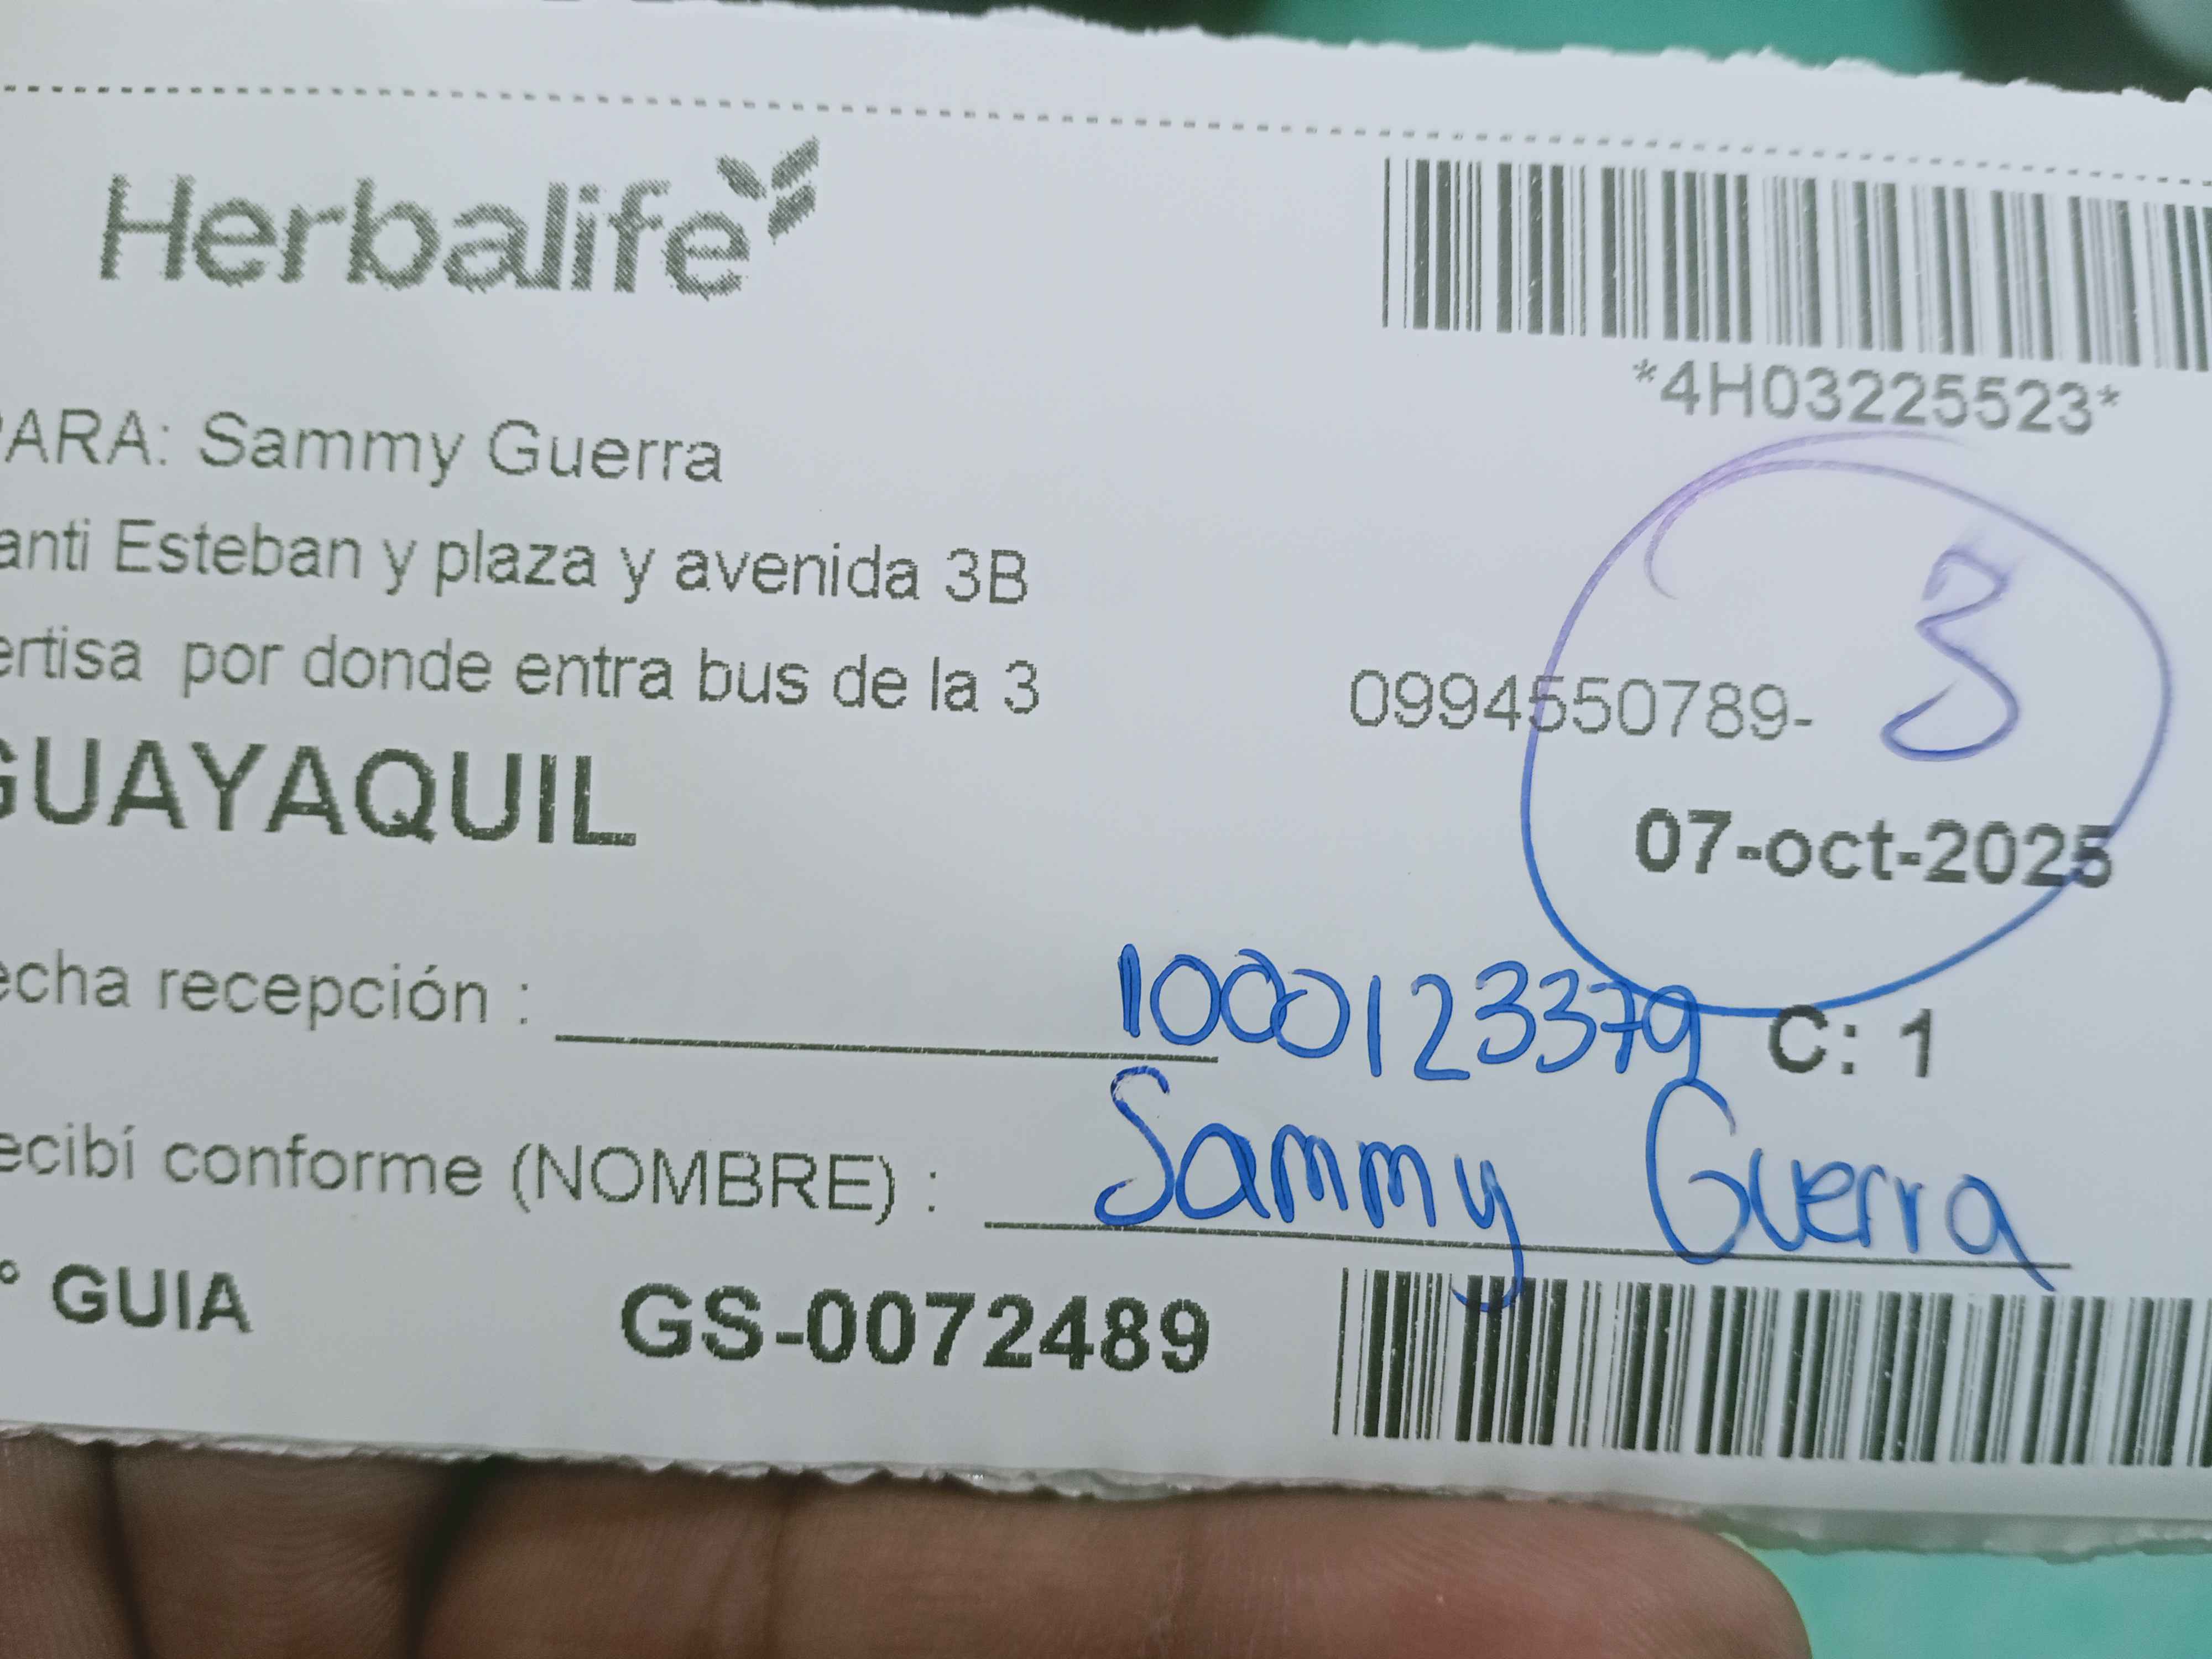 Herbalife
*4H03225523*
PARA: Sammy Guerra
anti Esteban y plaza y avenida 3B
ertisa por donde entra bus de la 3
0994550789-
3
GUAYAQUIL
07-oct-2025
echa recepción :
1000123379
C: 1
ecibí conforme (NOMBRE) :
Sammy Guerra
° GUIA
GS-0072489